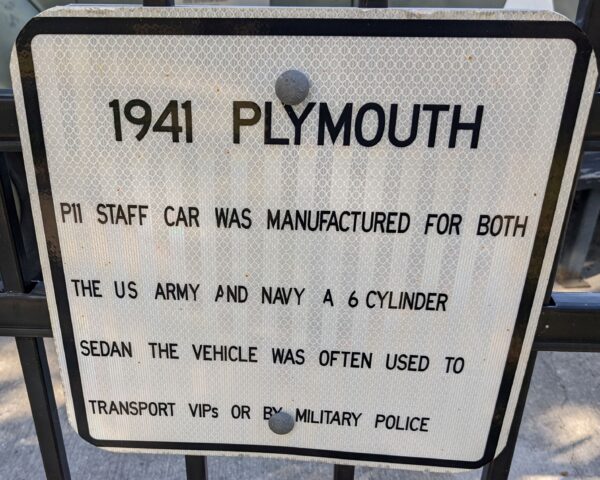 1941 PLYMOUTH
P11 STAFF CAR WAS MANUFACTURED FOR BOTH
THE US ARMY AND NAVY A 6 CYLINDER
SEDAN THE VEHICLE WAS OFTEN USED TO
TRANSPORT VIPs OR BY MILITARY POLICE